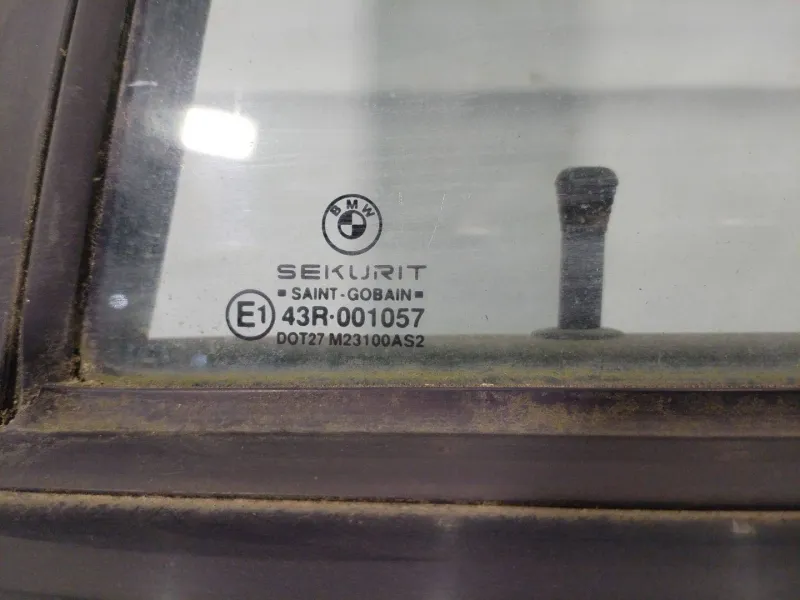 BMW
SEKURIT
SAINT-GOBAIN
E1 43R·001057
DOT27 M23100AS2